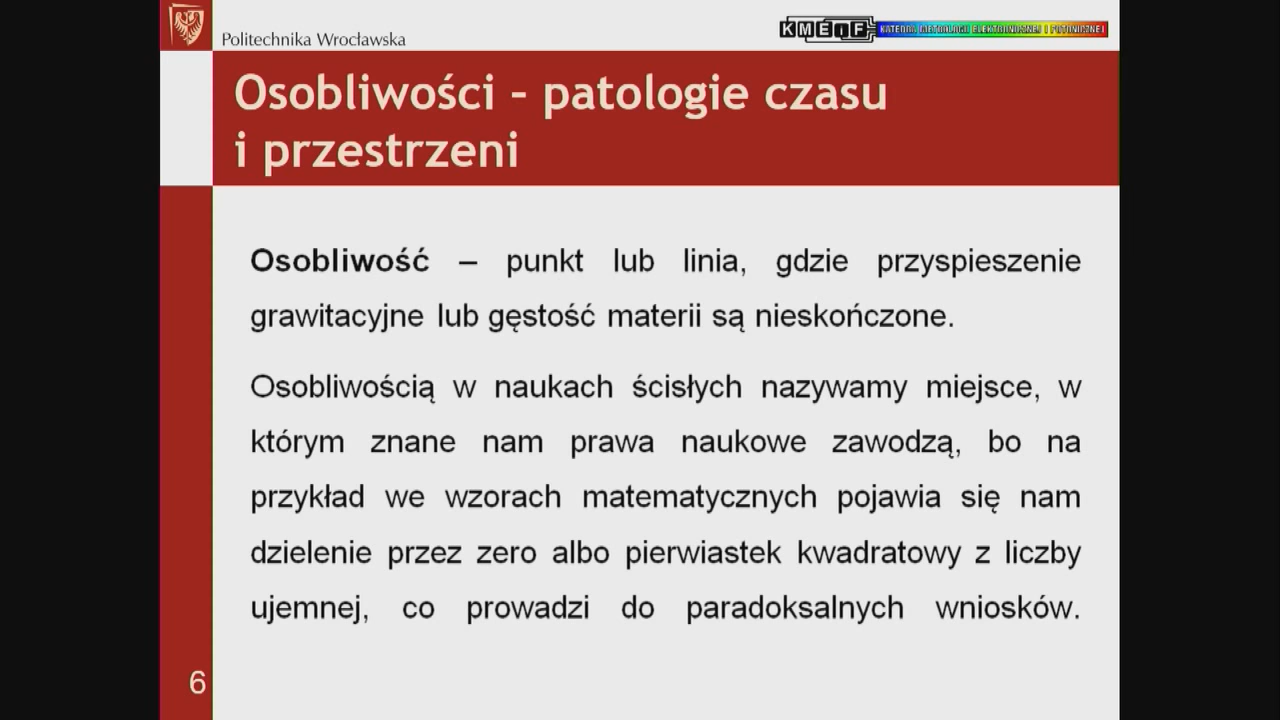 Politechnika Wrocławska
KMEiF KATEDRA METROLOGII ELEKTRONICZNEJ I FOTONICZNEJ
Osobliwości – patologie czasu
i przestrzeni
Osobliwość – punkt lub linia, gdzie przyspieszenie
grawitacyjne lub gęstość materii są nieskończone.
Osobliwością w naukach ścisłych nazywamy miejsce, w
którym znane nam prawa naukowe zawodzą, bo na
przykład we wzorach matematycznych pojawia się nam
dzielenie przez zero albo pierwiastek kwadratowy z liczby
ujemnej, co prowadzi do paradoksalnych wniosków.
6